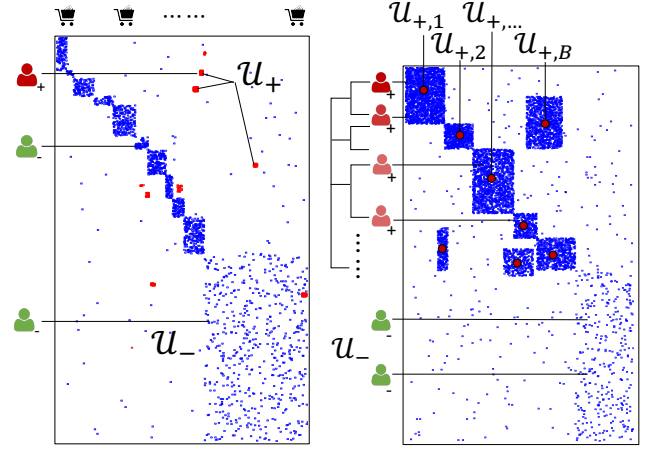 ...... 
𝒰₊,₁
𝒰₊,₂
𝒰₊,...
𝒰₊,B
𝒰₊
+
-
-
𝒰₋
+
+
+
+
-
-
𝒰₋